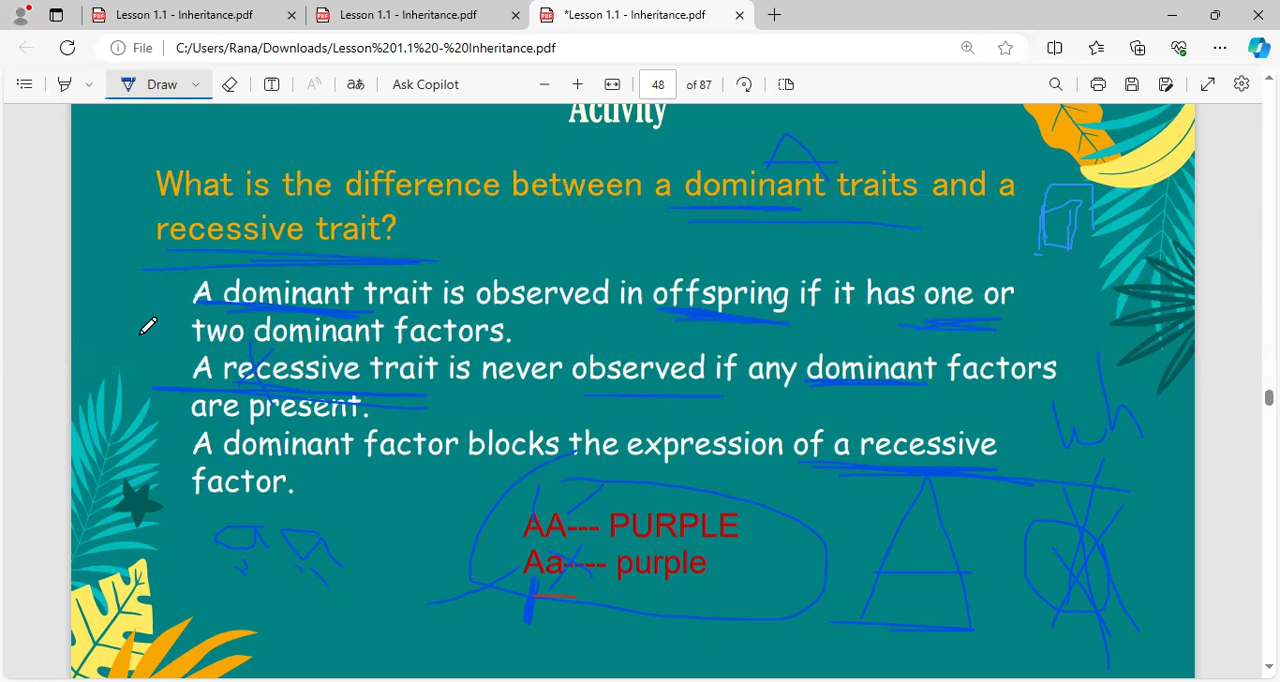 Lesson 1.1 - Inheritance.pdf
Lesson 1.1 - Inheritance.pdf
*Lesson 1.1 - Inheritance.pdf
File
C:/Users/Rana/Downloads/Lesson%201.1%20-%20Inheritance.pdf
Draw
aあ
Ask Copilot
48 of 87
Activity
What is the difference between a dominant traits and a
recessive trait?
A dominant trait is observed in offspring if it has one or
two dominant factors.
A recessive trait is never observed if any dominant factors
are present.
A dominant factor blocks the expression of a recessive
factor.
AA--- PURPLE
Aa---- purple
A
A
wh
a a